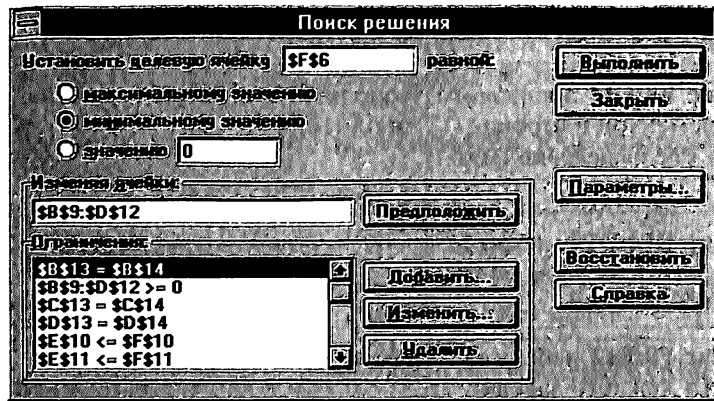 Поиск решения
Установить целевую ячейку $F$6 равной:
максимальному значению
минимальному значению
значению 0
Изменяя ячейки:
$B$9:$D$12
Предположить
Ограничения:
$B$13 = $B$14
$B$9:$D$12 >= 0
$C$13 = $C$14
$D$13 = $D$14
$E$10 <= $F$10
$E$11 <= $F$11
Добавить...
Изменить...
Удалить
Выполнить
Закрыть
Параметры...
Восстановить
Справка